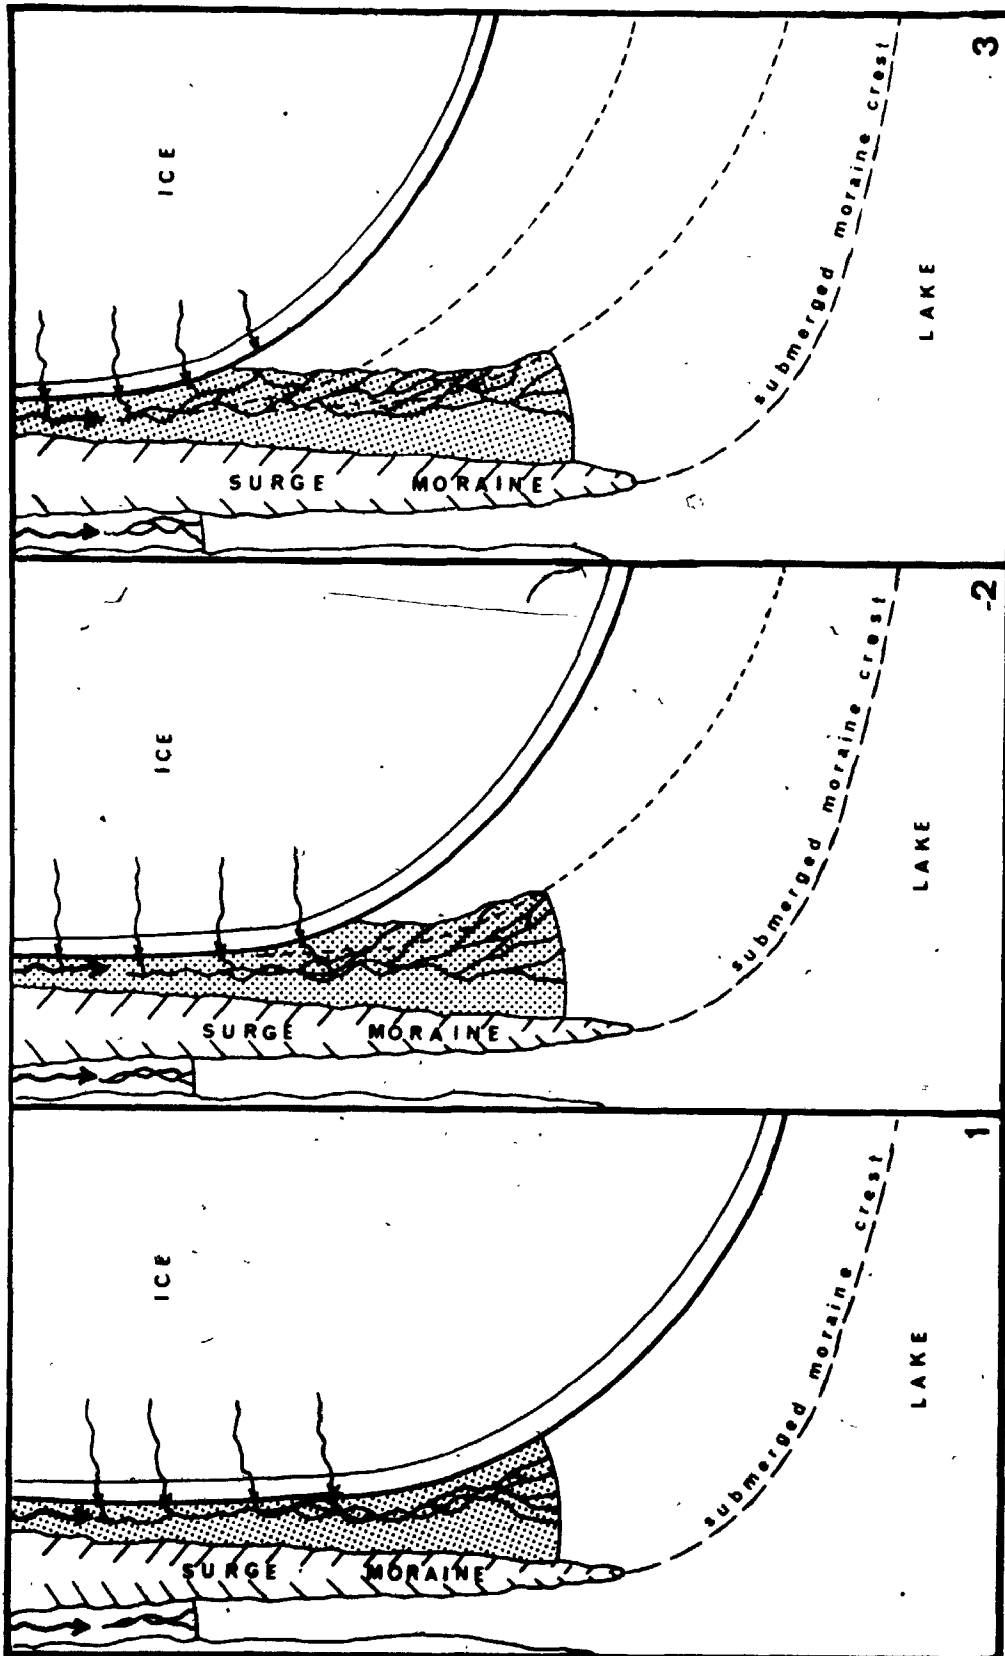 1
ICE
SURGE MORAINE
submerged moraine crest
LAKE
2
ICE
SURGE MORAINE
submerged moraine crest
LAKE
3
ICE
SURGE MORAINE
submerged moraine crest
LAKE